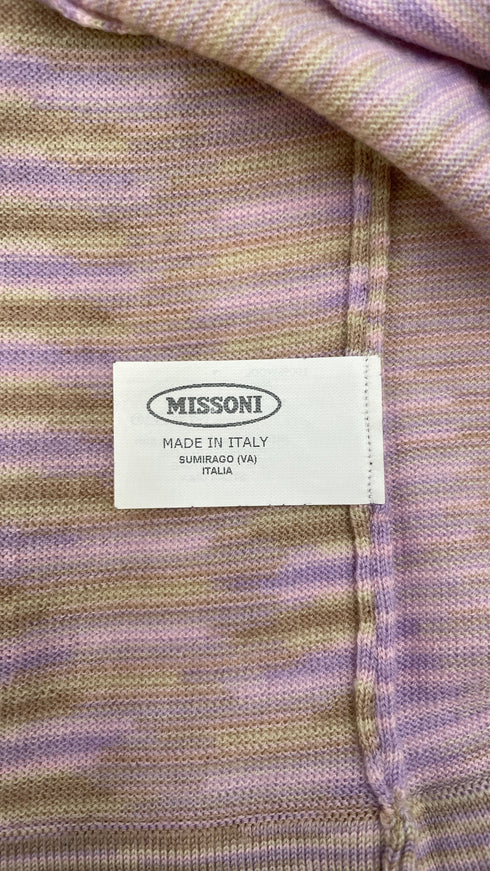 MISSONI
MADE IN ITALY
SUMIRAGO (VA)
ITALIA